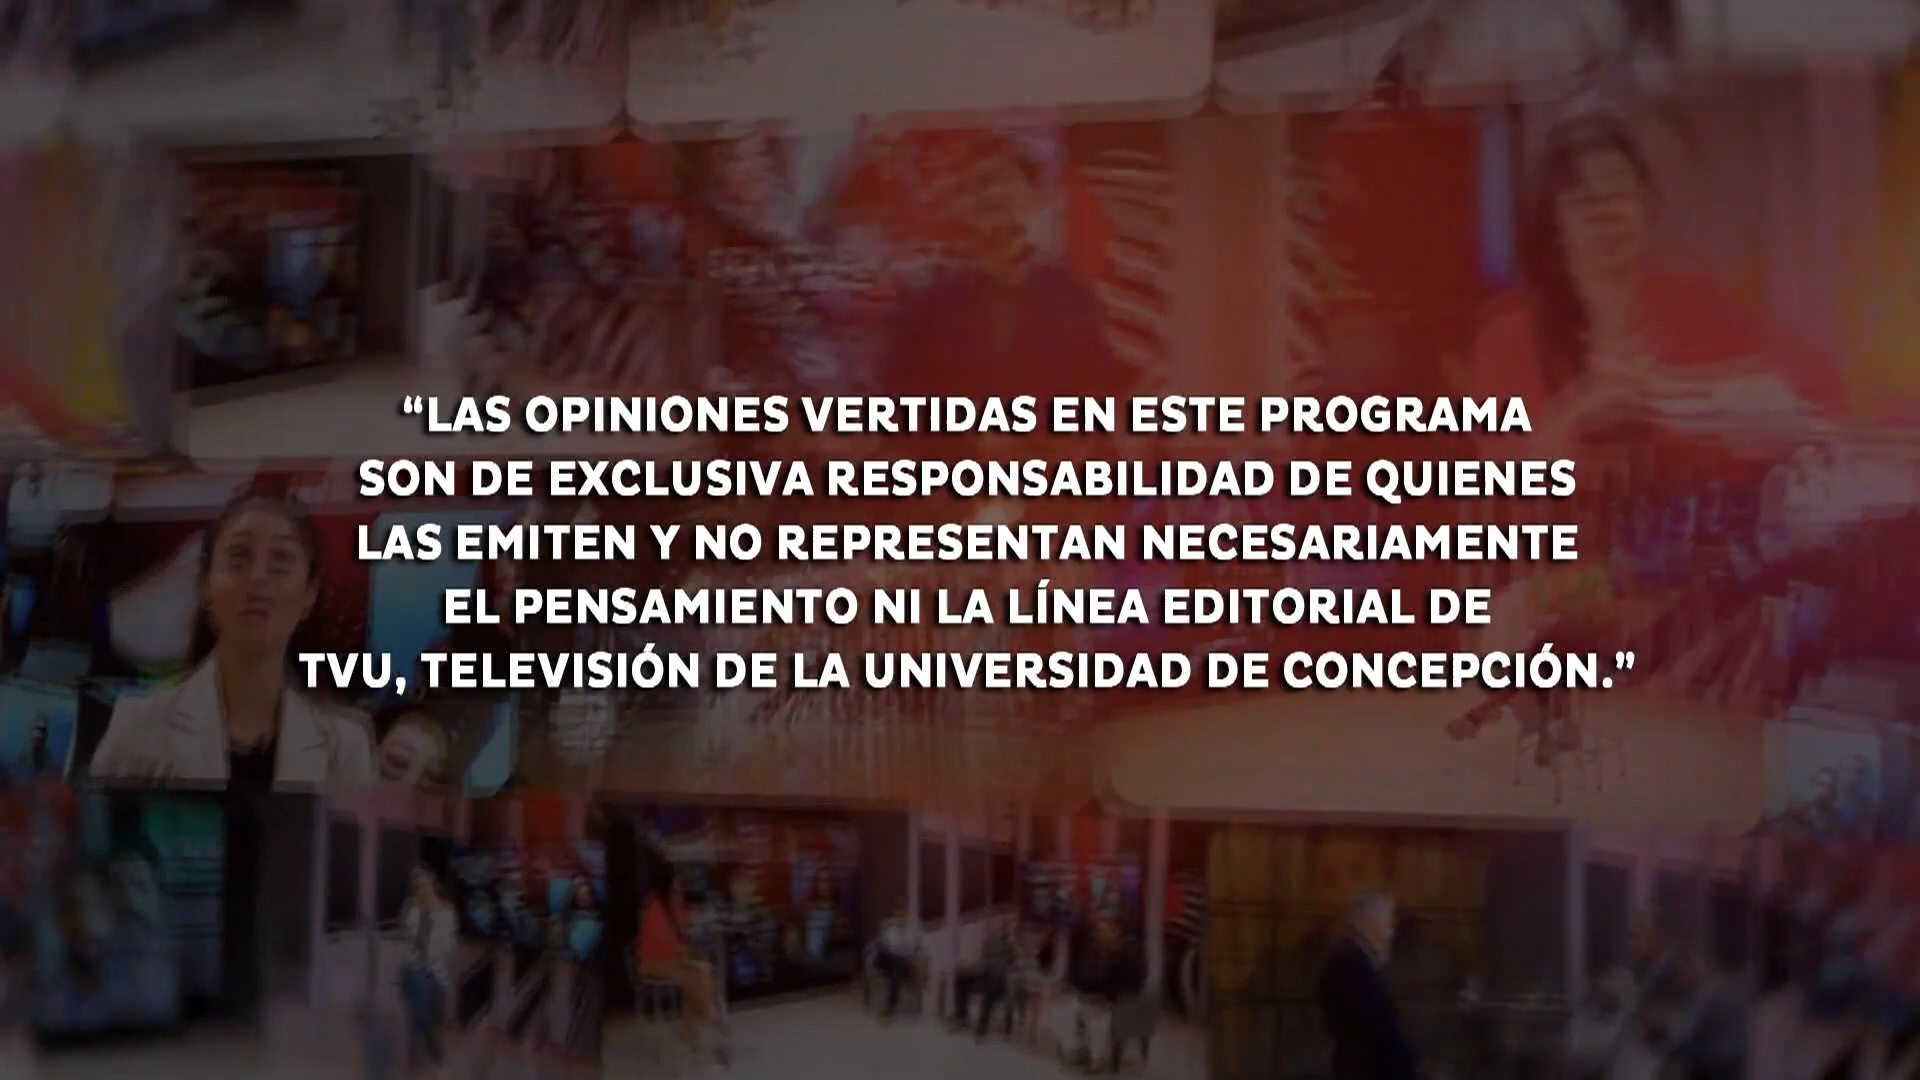 “LAS OPINIONES VERTIDAS EN ESTE PROGRAMA
SON DE EXCLUSIVA RESPONSABILIDAD DE QUIENES
LAS EMITEN Y NO REPRESENTAN NECESARIAMENTE
EL PENSAMIENTO NI LA LÍNEA EDITORIAL DE
TVU, TELEVISIÓN DE LA UNIVERSIDAD DE CONCEPCIÓN.”